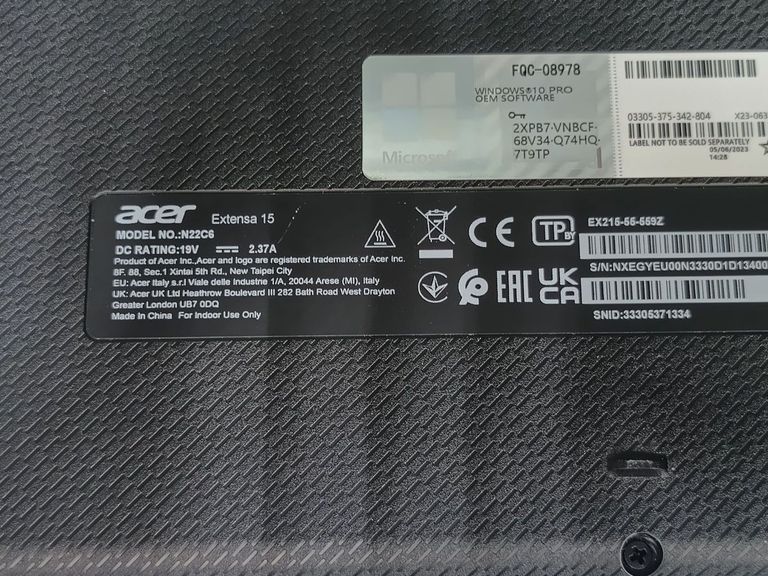 FQC-08978
WINDOWS®10 PRO
OEM SOFTWARE
2XPB7-VNBCF-
68V34-Q74HQ-
7T9TP
Microsoft
03305-375-342-804 X23-063
LABEL NOT TO BE SOLD SEPARATELY
05/06/2023
14:28
acer Extensa 15
MODEL NO.:N22C6
DC RATING:19V ⎓ 2.37A
Product of Acer Inc.,Acer and logo are registered trademarks of Acer Inc.
8F. 88, Sec.1 Xintai 5th Rd., New Taipei City
EU: Acer Italy s.r.l Viale delle Industrie 1/A, 20044 Arese (MI), Italy
UK: Acer UK Ltd Heathrow Boulevard III 282 Bath Road West Drayton
Greater London UB7 0DQ
Made in China For Indoor Use Only
CE TP BY
EAC UK CA
EX215-55-559Z
S/N:NXEGYEU00N3330D1D13400
SNID:33305371334